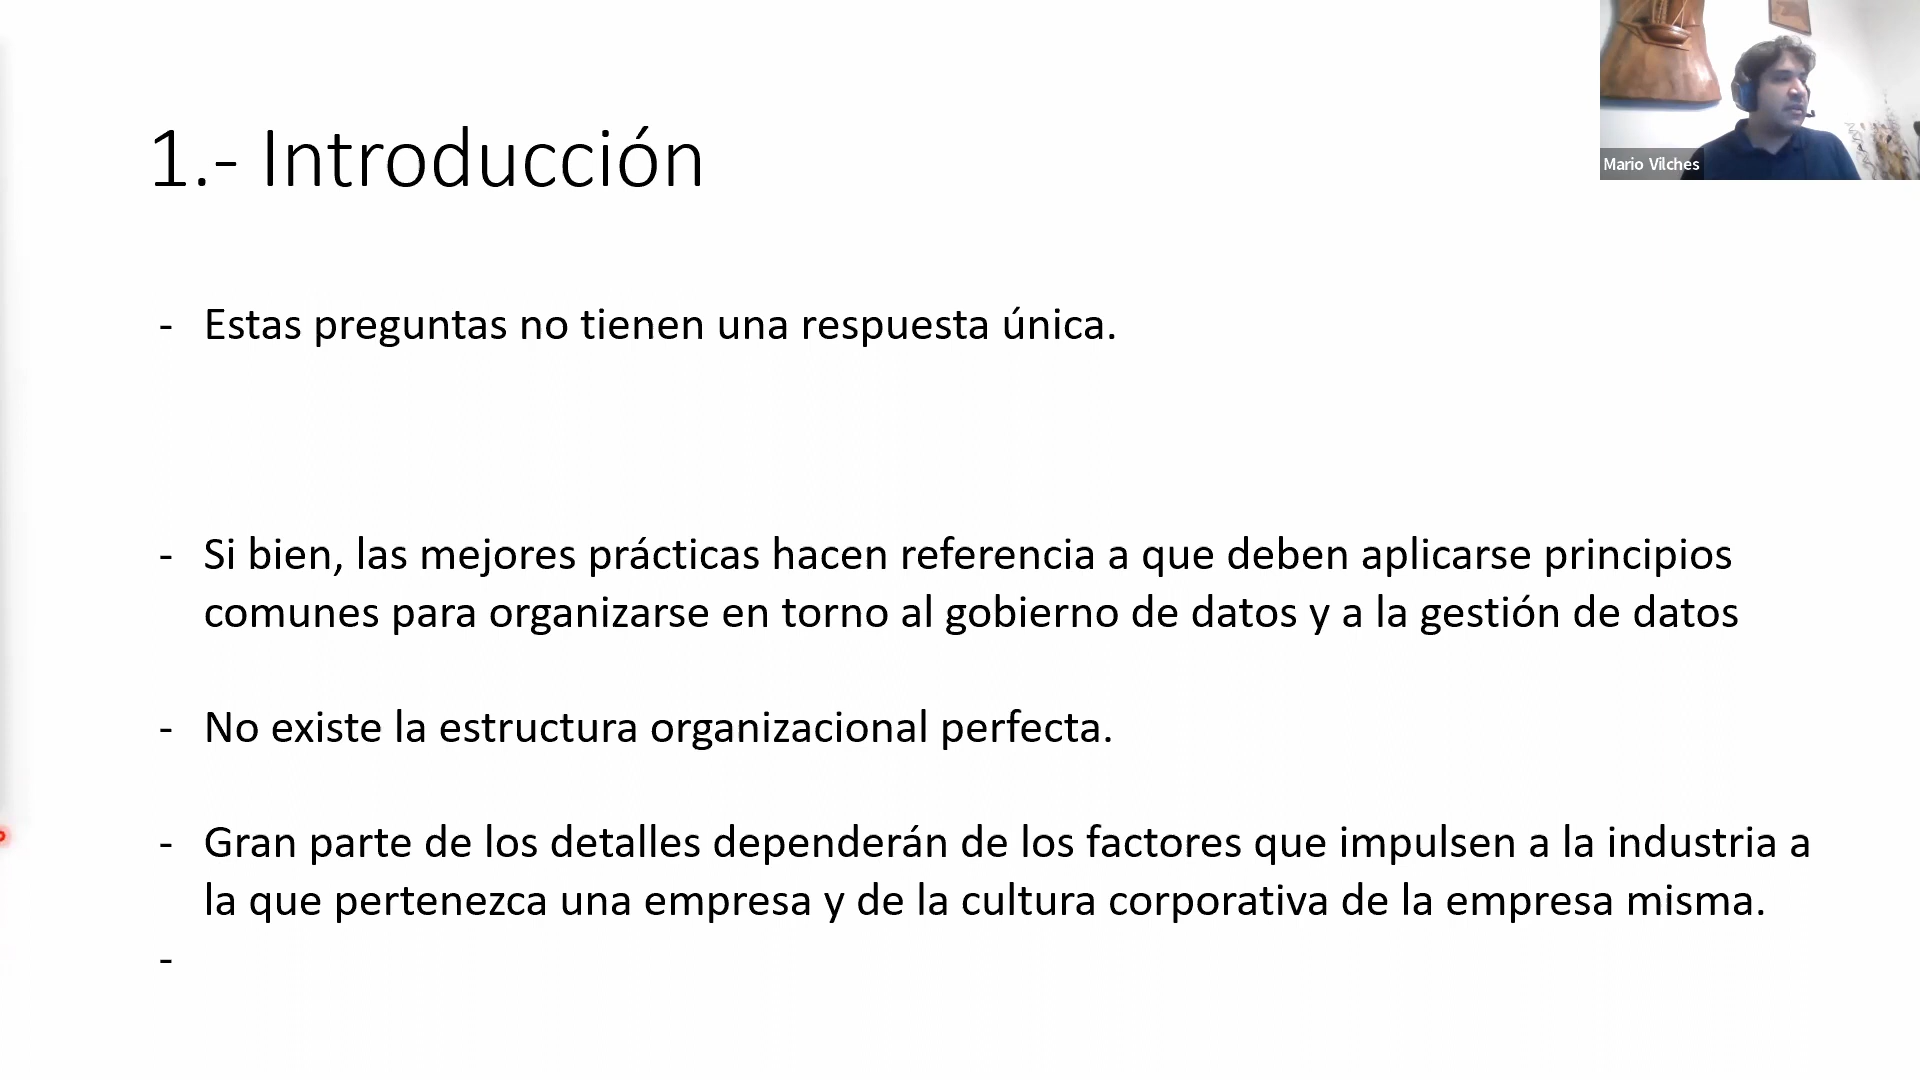 1.- Introducción
Mario Vilches
- Estas preguntas no tienen una respuesta única.
- Si bien, las mejores prácticas hacen referencia a que deben aplicarse principios
comunes para organizarse en torno al gobierno de datos y a la gestión de datos
- No existe la estructura organizacional perfecta.
- Gran parte de los detalles dependerán de los factores que impulsen a la industria a
la que pertenezca una empresa y de la cultura corporativa de la empresa misma.
-